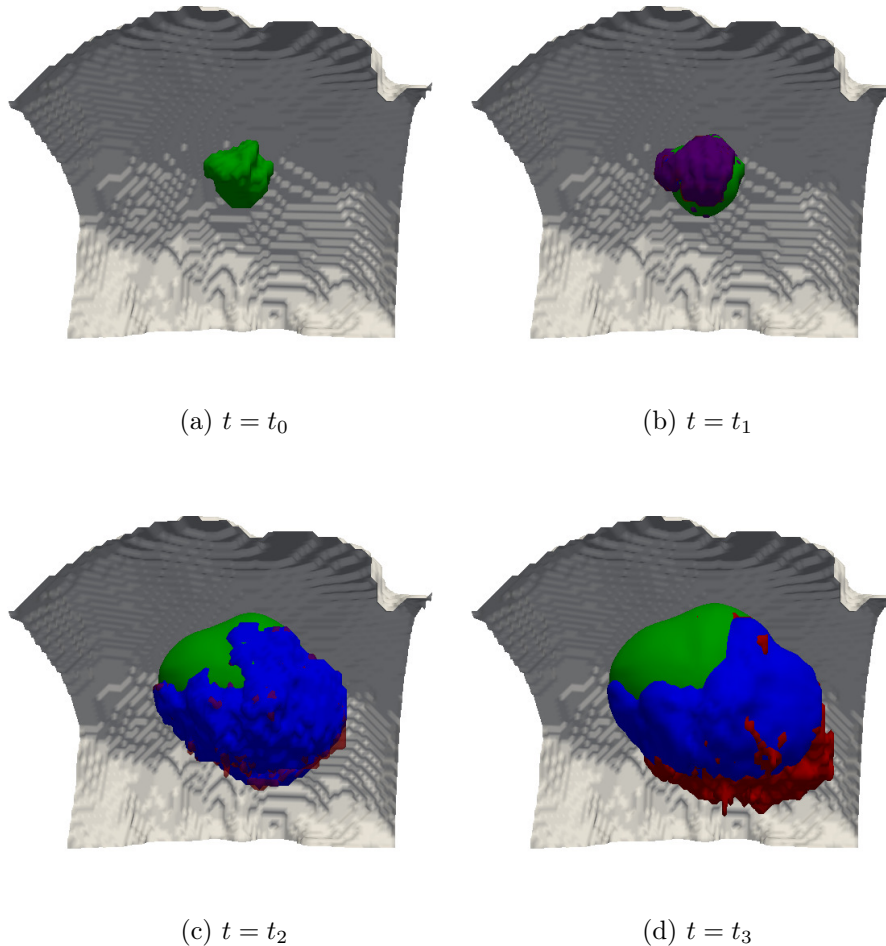 (a) t = t₀
(b) t = t₁
(c) t = t₂
(d) t = t₃